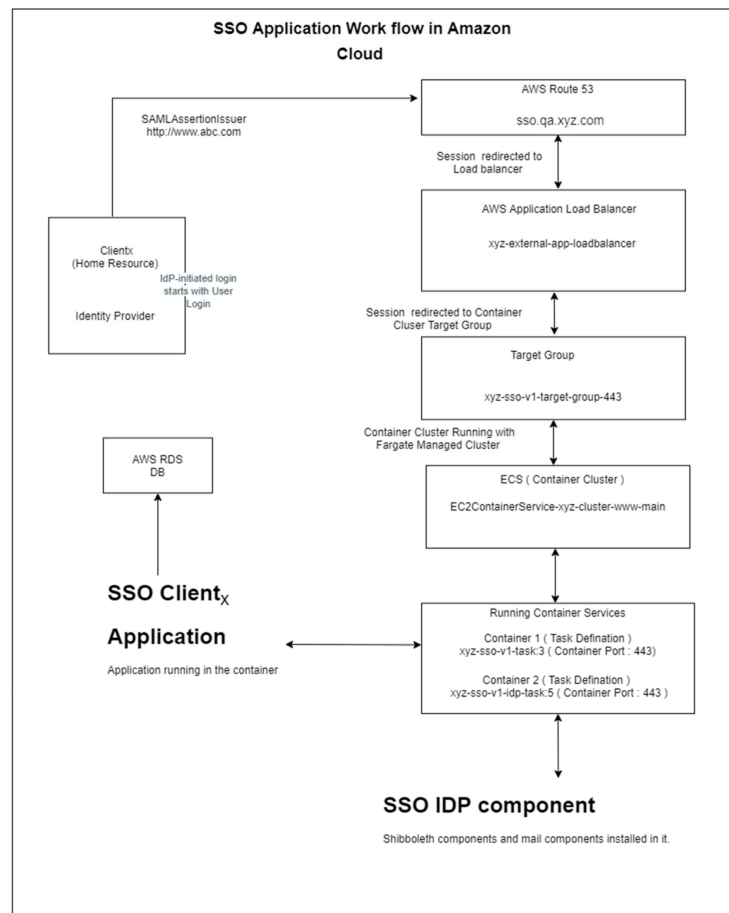 SSO Application Work flow in Amazon
Cloud
AWS Route 53
sso.qa.xyz.com
SAMLAssertionIssuer
http://www.abc.com
Session redirected to
Load balancer
AWS Application Load Balancer
xyz-external-app-loadbalancer
Clientx
(Home Resource)
IdP-initiated login
starts with User
Login
Identity Provider
Session redirected to Container
Cluser Target Group
Target Group
xyz-sso-v1-target-group-443
Container Cluster Running with
Fargate Managed Cluster
AWS RDS
DB
ECS ( Container Cluster )
EC2ContainerService-xyz-cluster-www-main
SSO Clientx
Application
Application running in the container
Running Container Services
Container 1 ( Task Defination )
xyz-sso-v1-task:3 ( Container Port : 443)
Container 2 ( Task Defination )
xyz-sso-v1-idp-task:5 ( Container Port : 443 )
SSO IDP component
Shibboleth components and mail components installed in it.